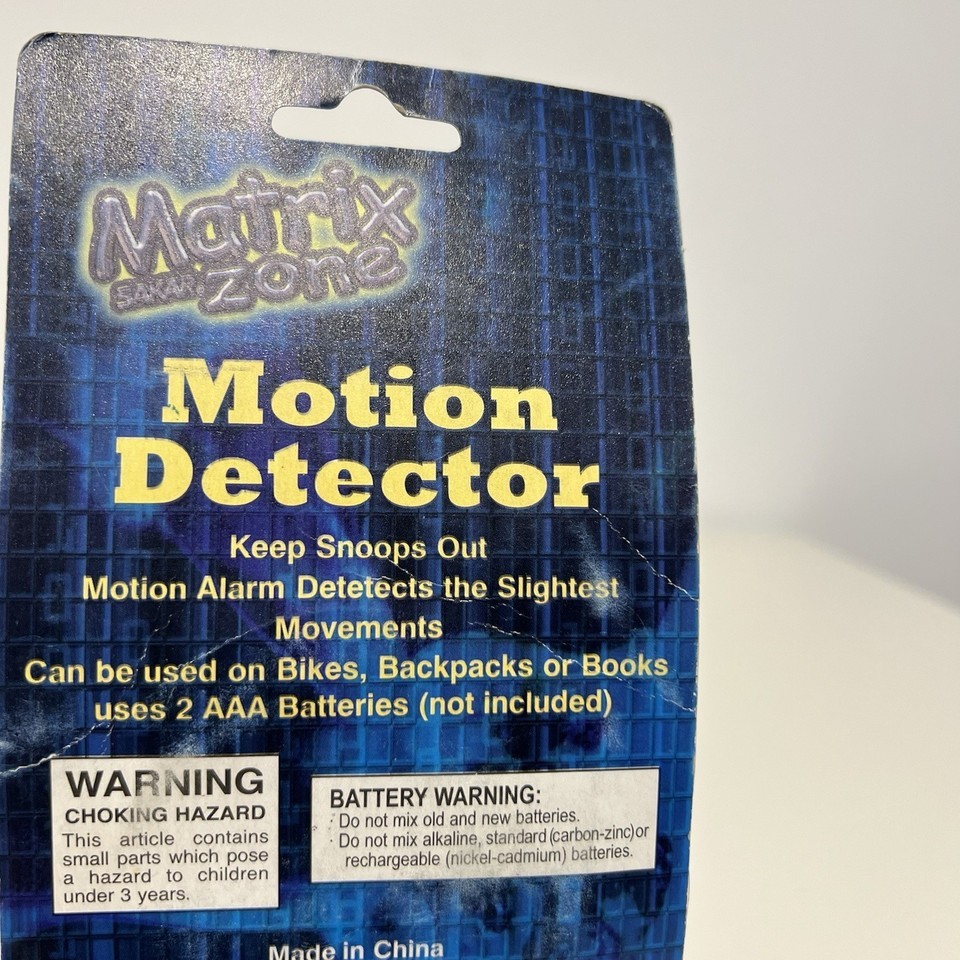 Matrix
SAKAR zone
Motion
Detector
Keep Snoops Out
Motion Alarm Detetects the Slightest
Movements
Can be used on Bikes, Backpacks or Books
uses 2 AAA Batteries (not included)
WARNING
CHOKING HAZARD
This article contains
small parts which pose
a hazard to children
under 3 years.
BATTERY WARNING:
· Do not mix old and new batteries.
· Do not mix alkaline, standard (carbon-zinc) or
rechargeable (nickel-cadmium) batteries.
Made in China